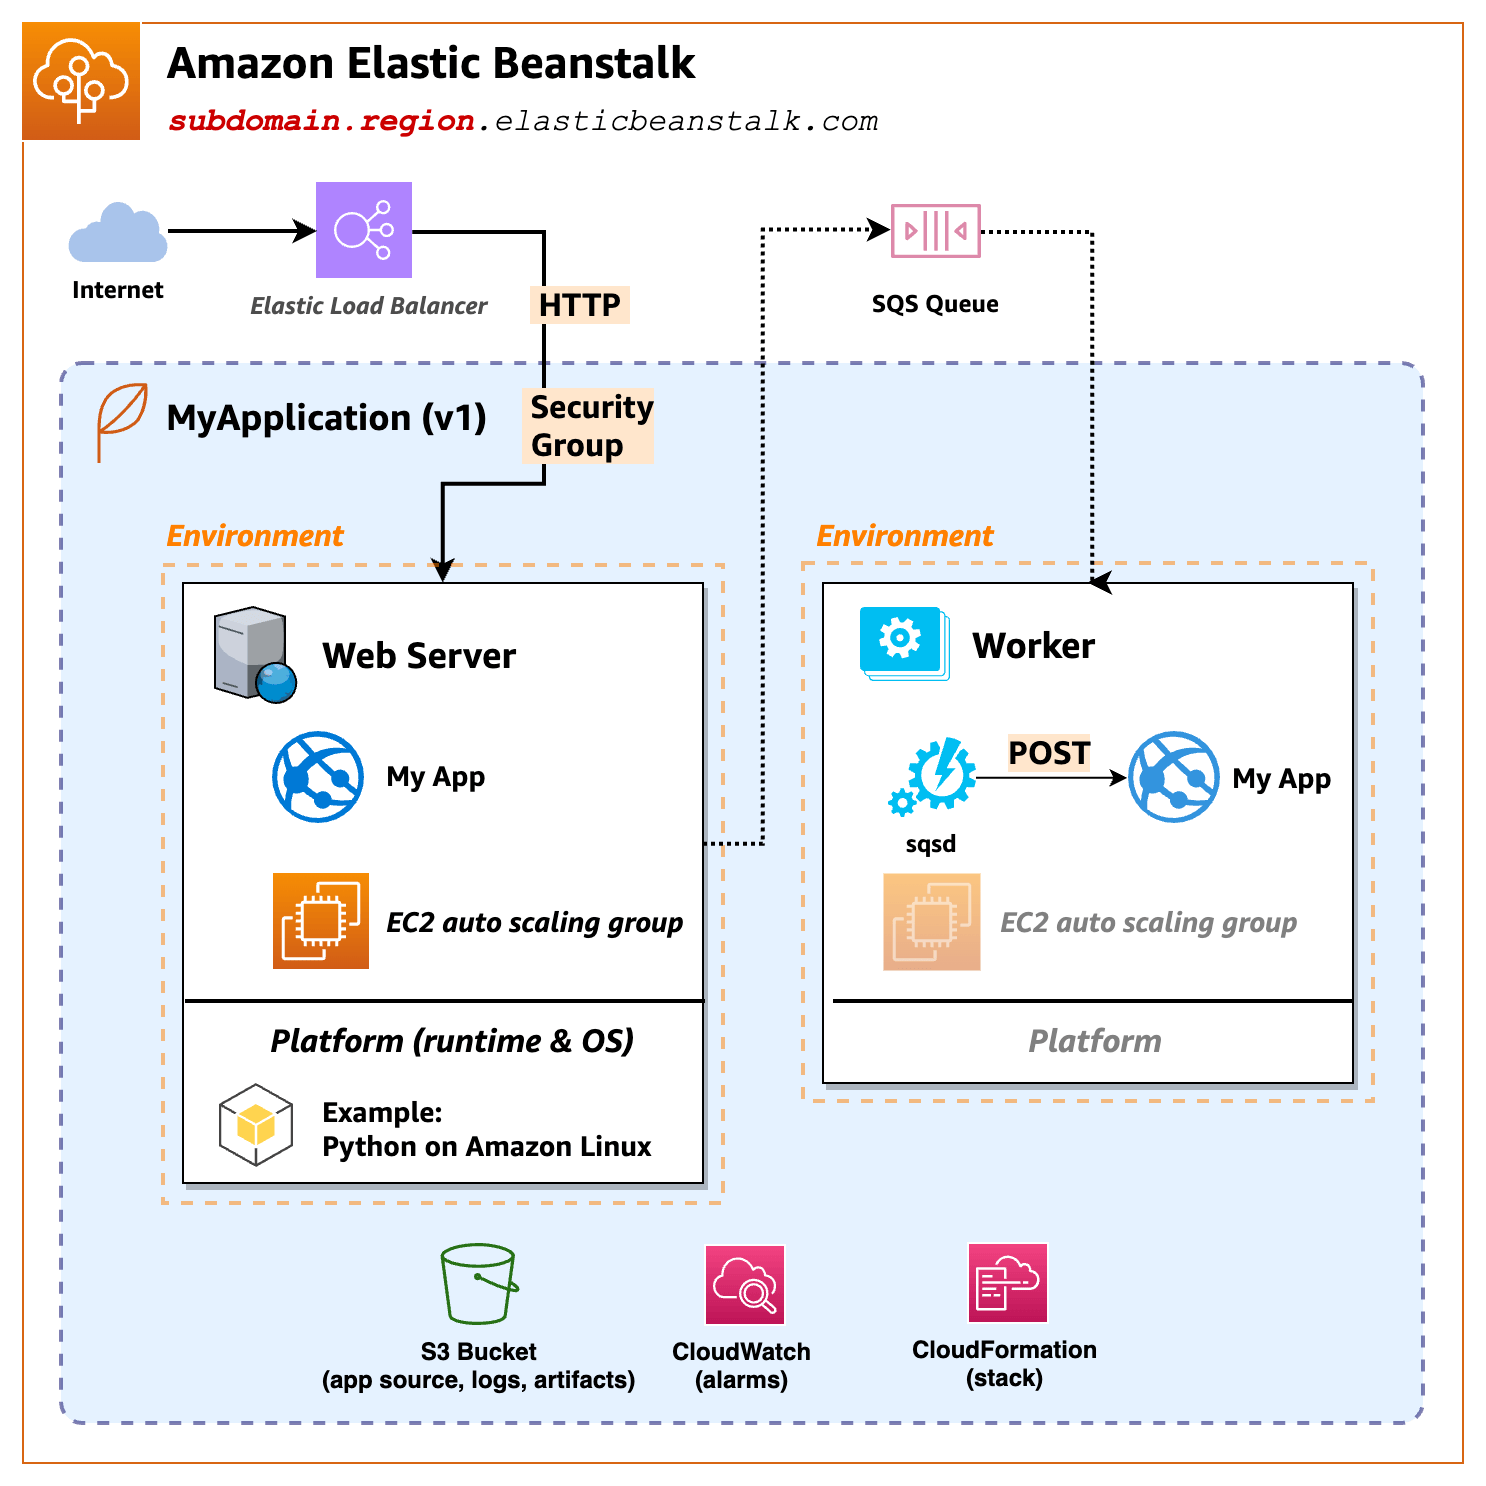 Amazon Elastic Beanstalk
subdomain.region.elasticbeanstalk.com
Internet
Elastic Load Balancer
HTTP
SQS Queue
MyApplication (v1)
Security
Group
Environment
Web Server
My App
EC2 auto scaling group
Platform (runtime & OS)
Example:
Python on Amazon Linux
Environment
Worker
sqsd
POST
My App
EC2 auto scaling group
Platform
S3 Bucket
(app source, logs, artifacts)
CloudWatch
(alarms)
CloudFormation
(stack)